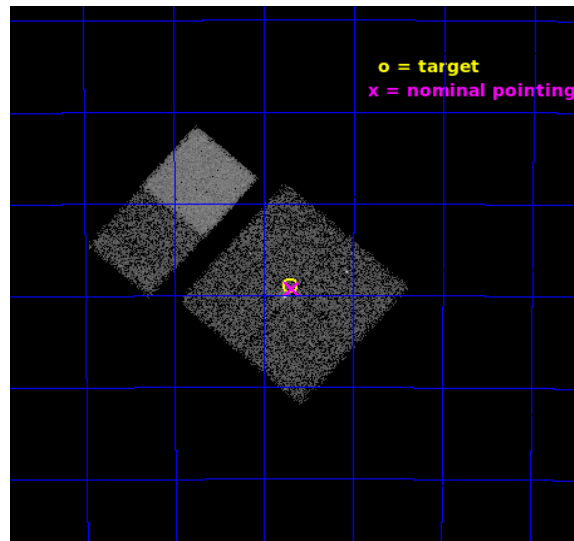 o = target
x = nominal pointing